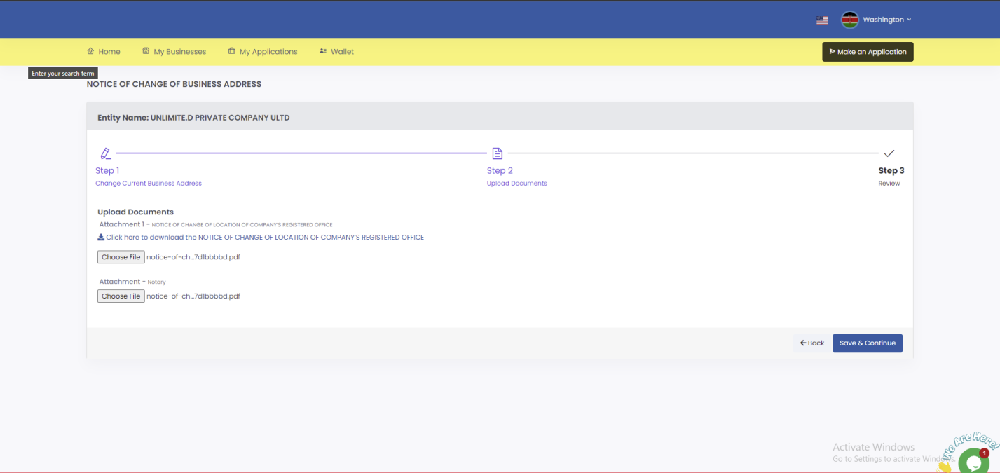 Washington
Home My Businesses My Applications Wallet Make an Application
Enter your search term
NOTICE OF CHANGE OF BUSINESS ADDRESS
Entity Name: UNLIMITE.D PRIVATE COMPANY ULTD
Step 1 Step 2 Step 3
Change Current Business Address Upload Documents Review
Upload Documents
Attachment 1 - NOTICE OF CHANGE OF LOCATION OF COMPANY'S REGISTERED OFFICE
Click here to download the NOTICE OF CHANGE OF LOCATION OF COMPANY'S REGISTERED OFFICE
Choose File notice-of-ch...7d1bbbbd.pdf
Attachment - Notary
Choose File notice-of-ch...7d1bbbbd.pdf
Back Save & Continue
Activate Windows
Go to Settings to activate Windows.
We Are Here!
1